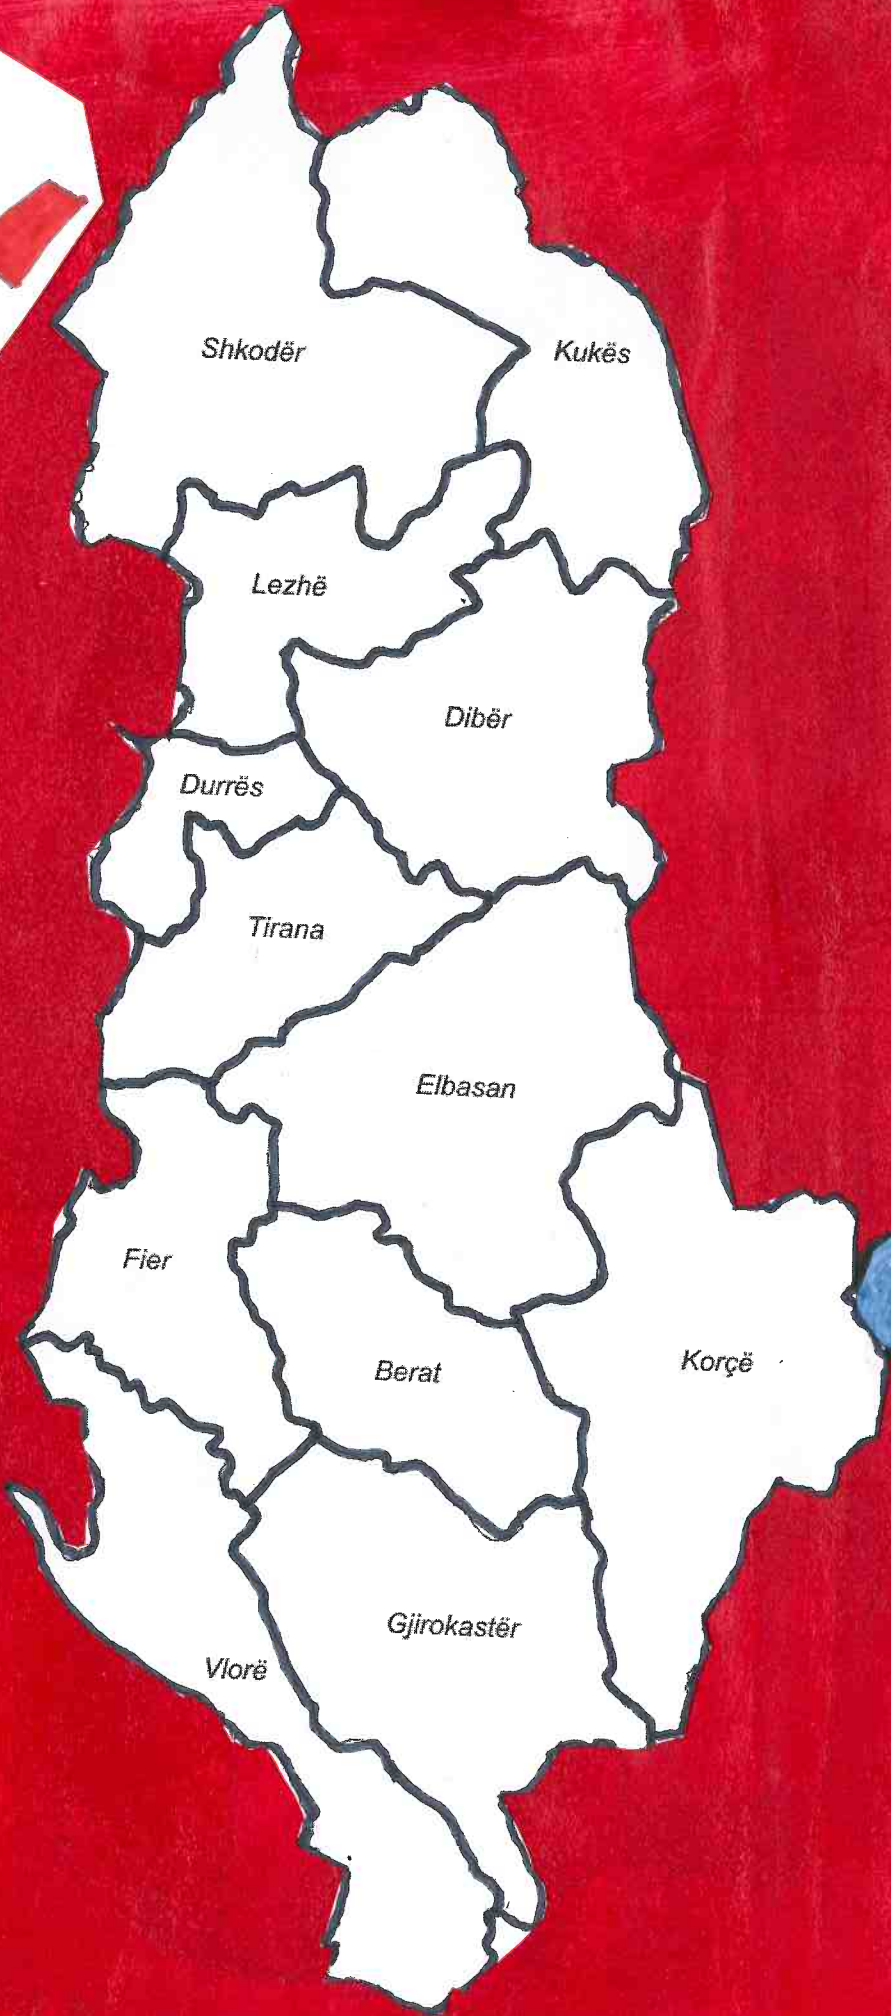 Shkodër
Kukës
Lezhë
Dibër
Durrës
Tirana
Elbasan
Fier
Berat
Korçë
Gjirokastër
Vlorë